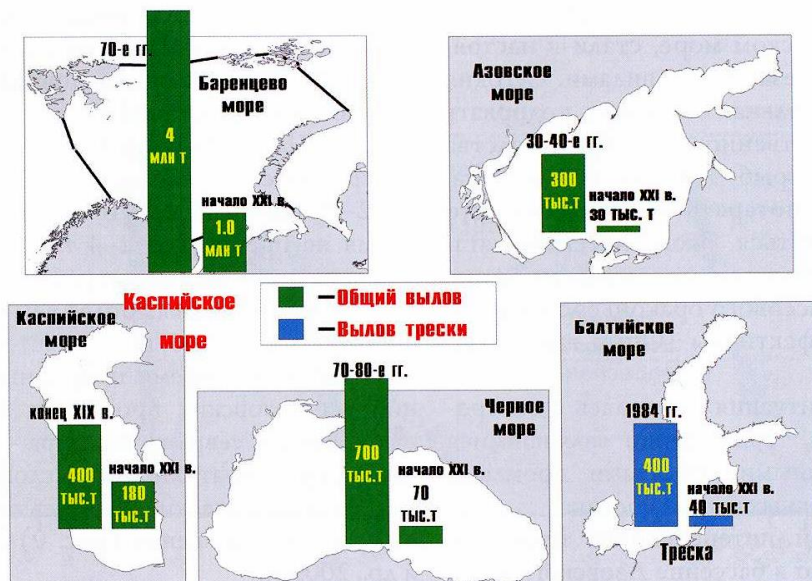 70-е гг.
Баренцево
море
4
млн т
начало XXI в.
1.0
млн т
Азовское
море
30-40-е гг.
300
тыс.т
начало XXI в.
30 тыс. т
Каспийское
море
Каспийское
море
конец XIX в.
400
тыс.т
начало XXI в.
180
тыс.т
Общий вылов
Вылов трески
70-80-е гг.
Черное
море
700
тыс.т
начало XXI в.
70
тыс.т
Балтийское
море
1984 гг.
400
тыс.т
начало XXI в.
40 тыс.т
Треска